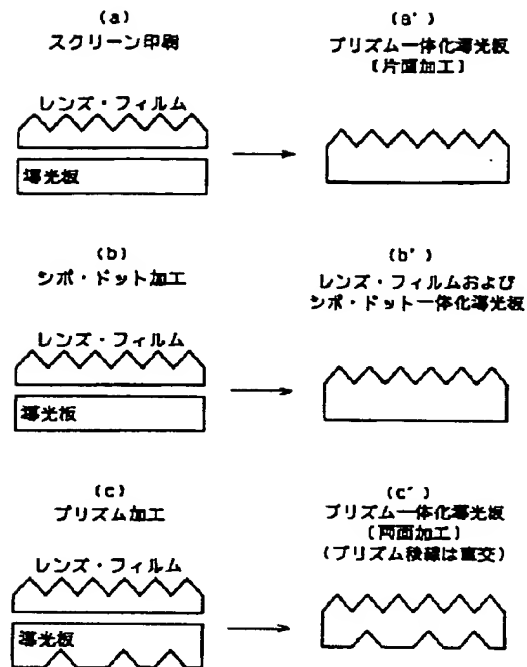 (a)
スクリーン印刷
レンズ・フィルム
導光板
(a')
プリズム一体化導光板
〔片面加工〕
(b)
シボ・ドット加工
レンズ・フィルム
導光板
(b')
レンズ・フィルムおよび
シボ・ドット一体化導光板
(c)
プリズム加工
レンズ・フィルム
導光板
(c')
プリズム一体化導光板
〔両面加工〕
(プリズム稜線は直交)